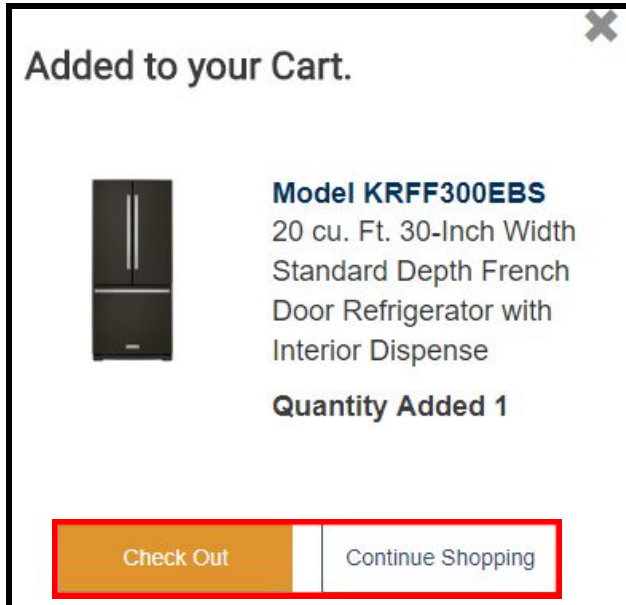 Added to your Cart.
Model KRFF300EBS
20 cu. Ft. 30-Inch Width
Standard Depth French
Door Refrigerator with
Interior Dispense
Quantity Added 1
Check Out
Continue Shopping